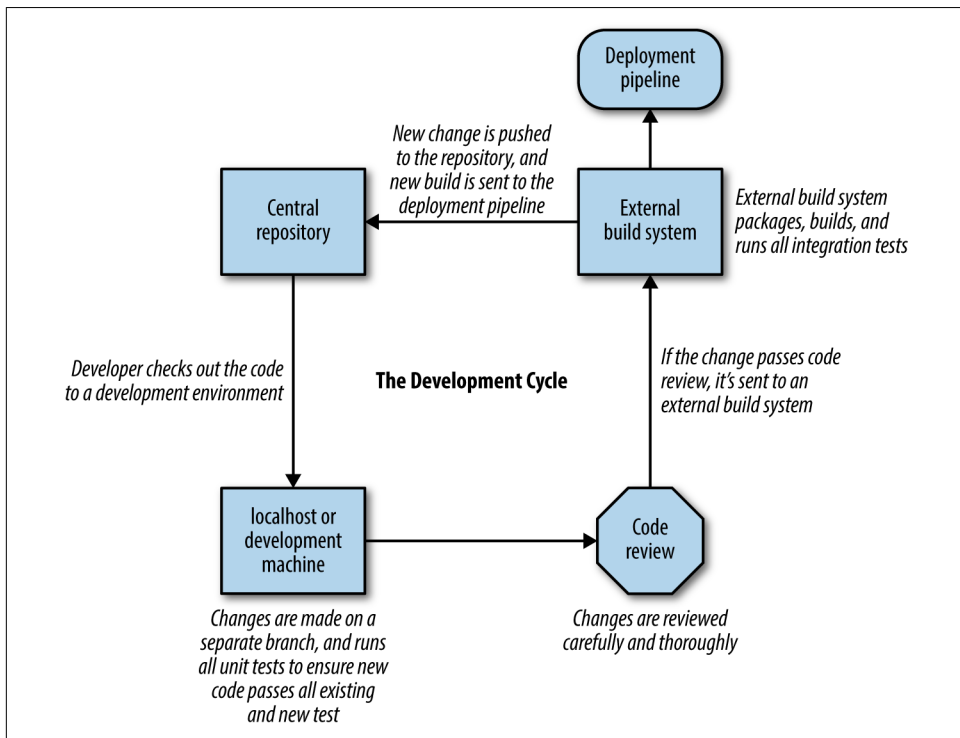 Deployment
pipeline
New change is pushed
to the repository, and
new build is sent to the
deployment pipeline
Central
repository
External
build system
External build system
packages, builds, and
runs all integration tests
Developer checks out the code
to a development environment
The Development Cycle
If the change passes code
review, it's sent to an
external build system
localhost or
development
machine
Code
review
Changes are made on a
separate branch, and runs
all unit tests to ensure new
code passes all existing
and new test
Changes are reviewed
carefully and thoroughly